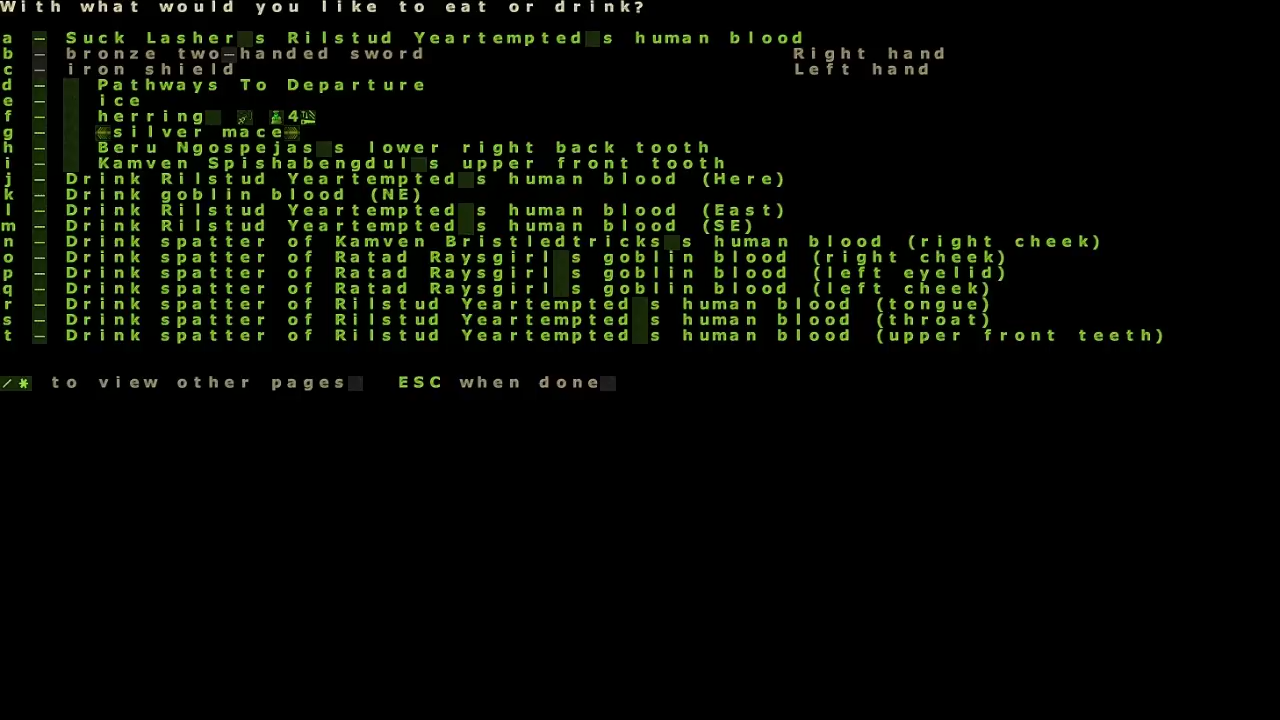 With what would you like to eat or drink?
a - Suck Lasher s Rilstud Yeartempted s human blood
b - bronze two-handed sword Right hand
c - iron shield Left hand
d Pathways To Departure
e - ice
f - herring 4
g - «silver mace»
h - Beru Ngospejas s lower right back tooth
i - Kamven Spishabengdul s upper front tooth
j - Drink Rilstud Yeartempted s human blood (Here)
k - Drink goblin blood (NE)
l - Drink Rilstud Yeartempted s human blood (East)
m - Drink Rilstud Yeartempted s human blood (SE)
n - Drink spatter of Kamven Bristledtricks s human blood (right cheek)
o - Drink spatter of Ratad Raysgirl s goblin blood (right cheek)
p - Drink spatter of Ratad Raysgirl s goblin blood (left eyelid)
q - Drink spatter of Ratad Raysgirl s goblin blood (left cheek)
r - Drink spatter of Rilstud Yeartempted s human blood (tongue)
s - Drink spatter of Rilstud Yeartempted s human blood (throat)
t - Drink spatter of Rilstud Yeartempted s human blood (upper front teeth)
/* to view other pages ESC when done